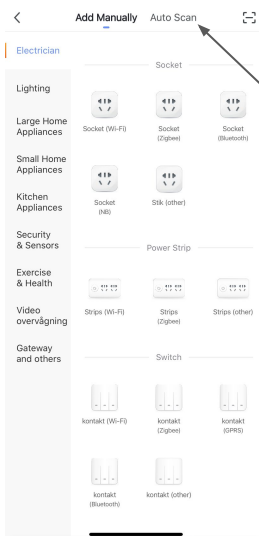 Add Manually Auto Scan
Electrician
Lighting
Large Home
Appliances
Small Home
Appliances
Kitchen
Appliances
Security
& Sensors
Exercise
& Health
Video
overvågning
Gateway
and others
Socket
Socket (Wi-Fi)
Socket
(Zigbee)
Socket
(Bluetooth)
Socket
(NB)
Stik (other)
Power Strip
Strips (Wi-Fi)
Strips
(Zigbee)
Strips (other)
Switch
kontakt (Wi-Fi)
kontakt
(Zigbee)
kontakt
(GPRS)
kontakt
(Bluetooth)
kontakt (other)